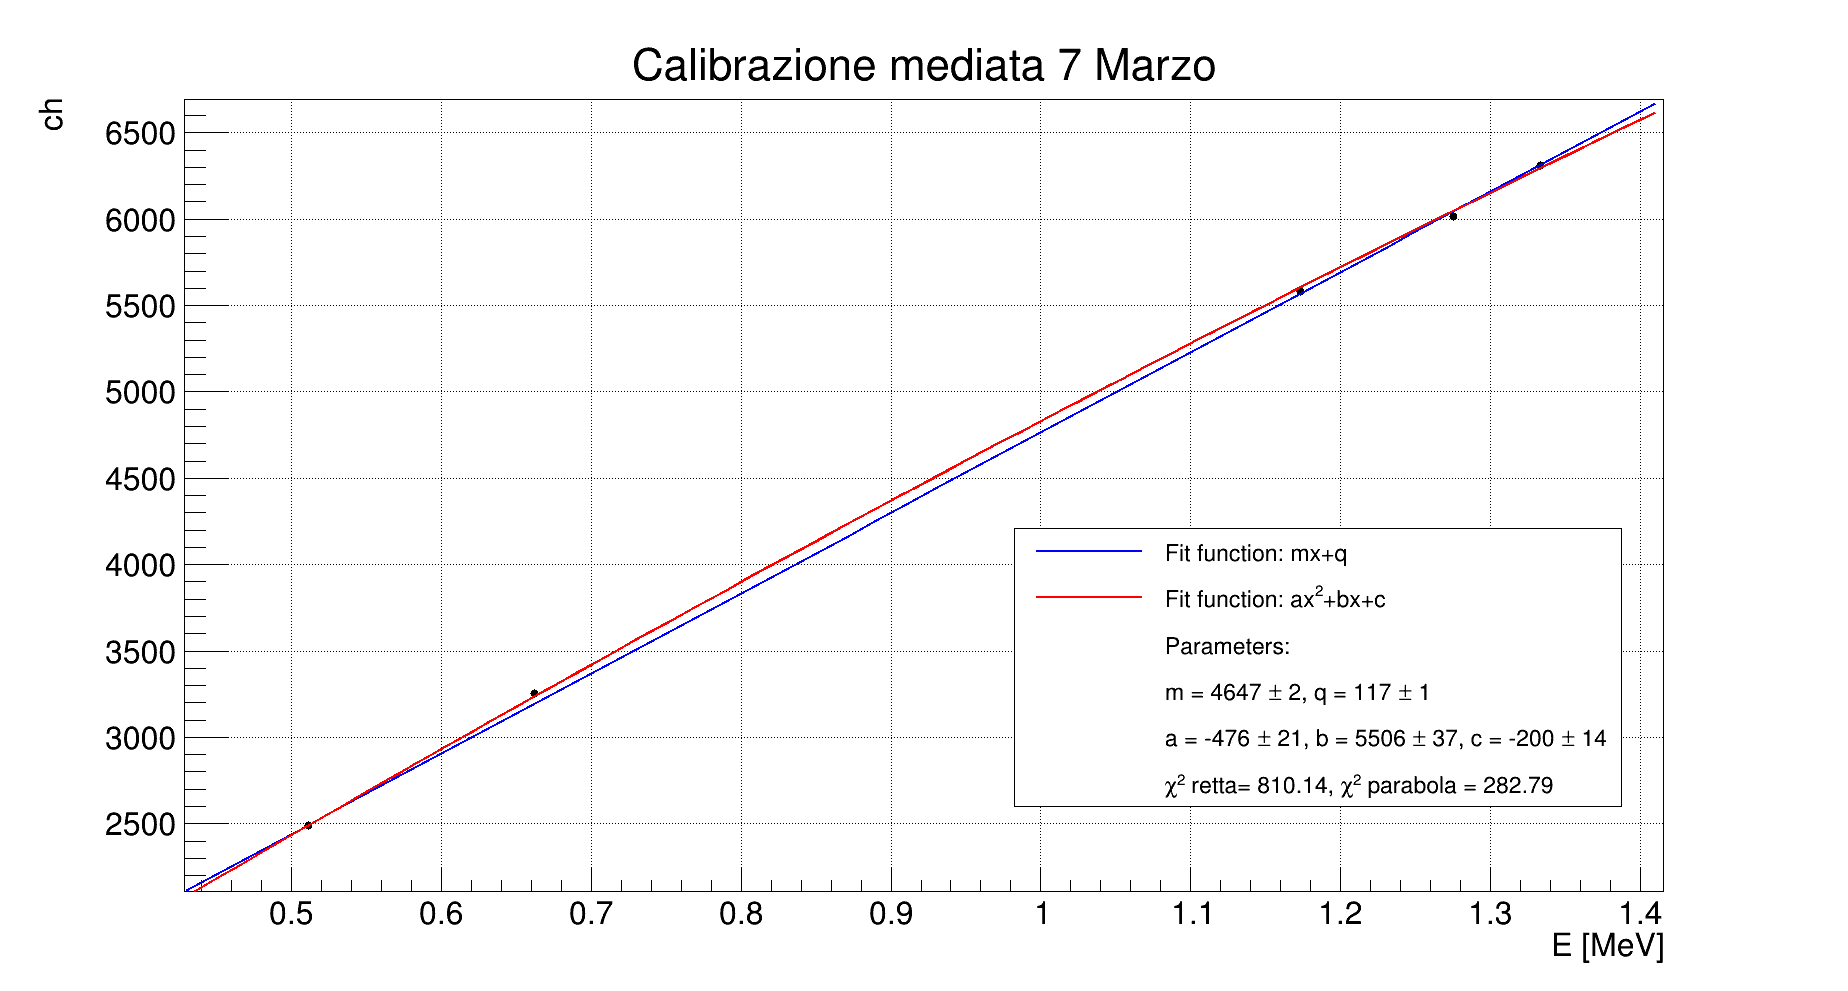 Calibrazione mediata 7 Marzo
ch
6500
6000
5500
5000
4500
4000
3500
3000
2500
Fit function: mx+q
Fit function: ax²+bx+c
Parameters:
m = 4647 ± 2, q = 117 ± 1
a = -476 ± 21, b = 5506 ± 37, c = -200 ± 14
χ² retta= 810.14, χ² parabola = 282.79
0.5 0.6 0.7 0.8 0.9 1 1.1 1.2 1.3 1.4
E [MeV]